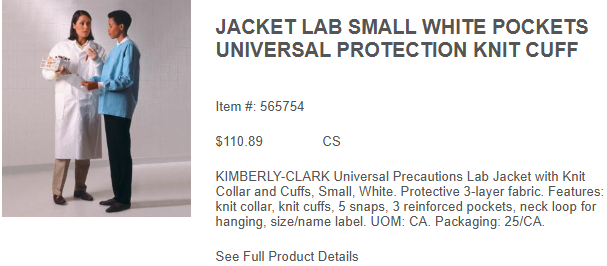 JACKET LAB SMALL WHITE POCKETS
UNIVERSAL PROTECTION KNIT CUFF
Item #: 565754
$110.89 CS
KIMBERLY-CLARK Universal Precautions Lab Jacket with Knit
Collar and Cuffs, Small, White. Protective 3-layer fabric. Features:
knit collar, knit cuffs, 5 snaps, 3 reinforced pockets, neck loop for
hanging, size/name label. UOM: CA. Packaging: 25/CA.
See Full Product Details